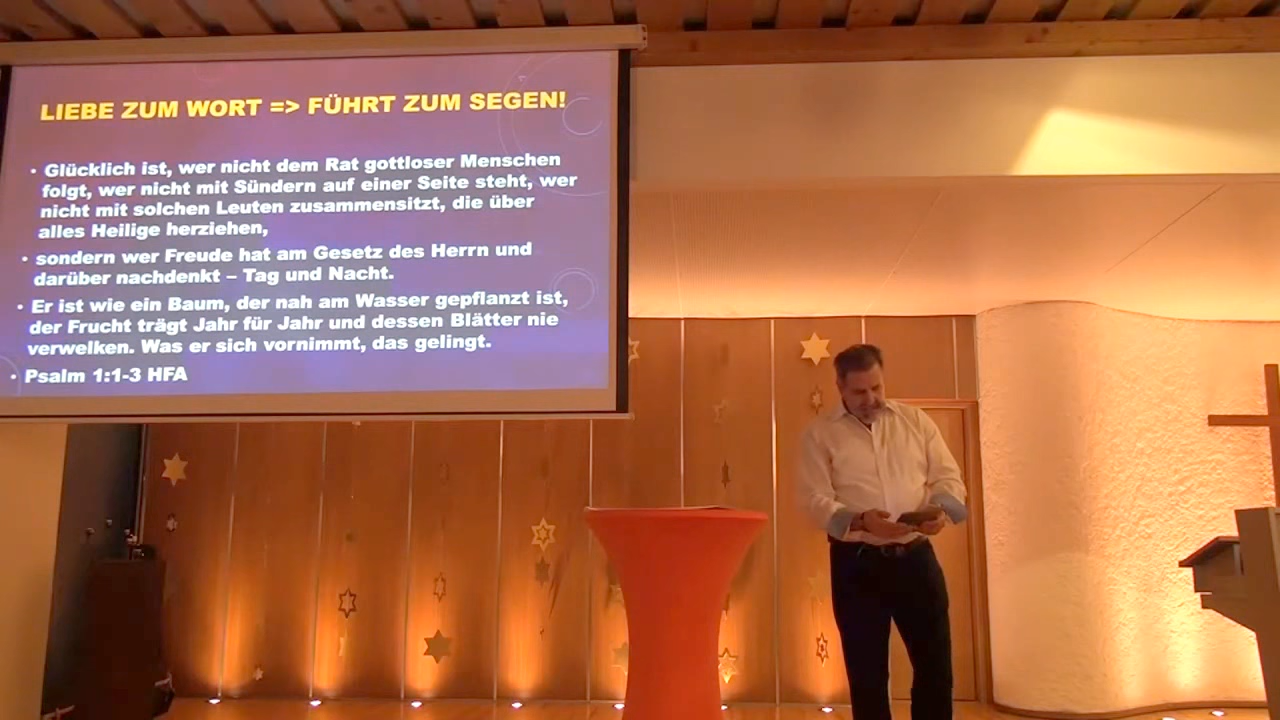 LIEBE ZUM WORT => FÜHRT ZUM SEGEN!
• Glücklich ist, wer nicht dem Rat gottloser Menschen
folgt, wer nicht mit Sündern auf einer Seite steht, wer
nicht mit solchen Leuten zusammensitzt, die über
alles Heilige herziehen,
• sondern wer Freude hat am Gesetz des Herrn und
darüber nachdenkt – Tag und Nacht.
• Er ist wie ein Baum, der nah am Wasser gepflanzt ist,
der Frucht trägt Jahr für Jahr und dessen Blätter nie
verwelken. Was er sich vornimmt, das gelingt.
• Psalm 1:1-3 HFA